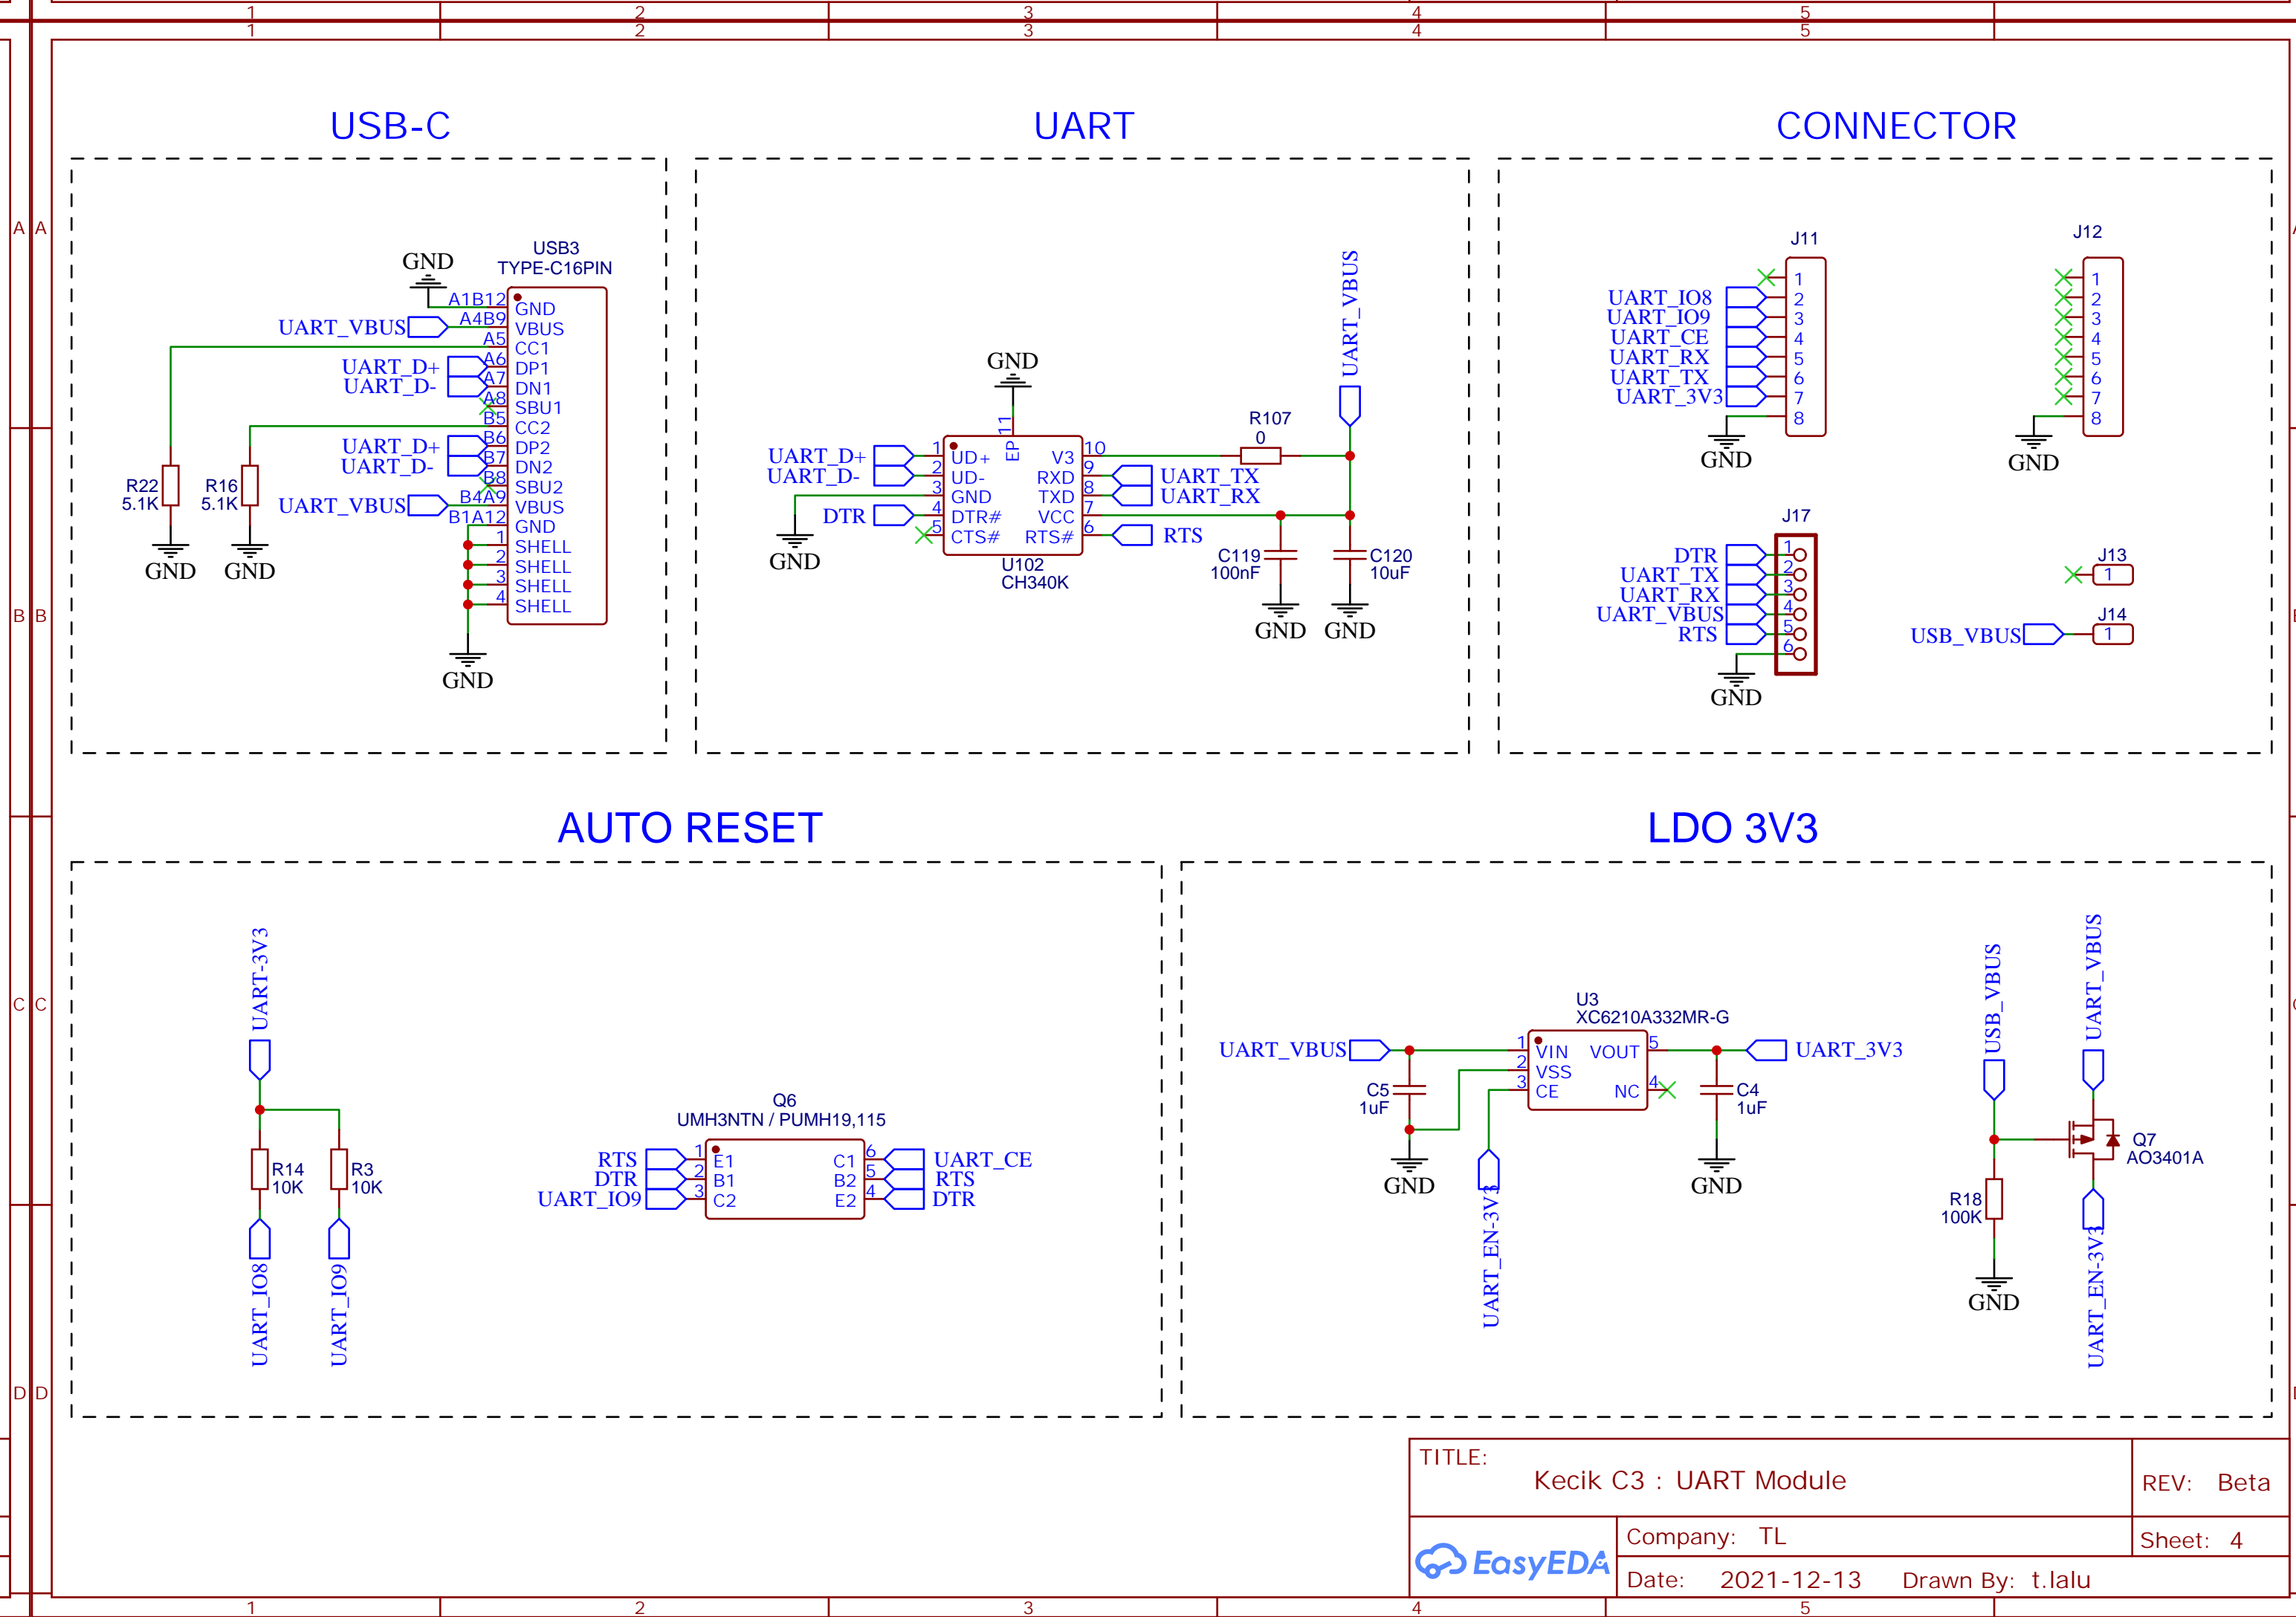 1 2 3 4 5
1 2 3 4 5
USB-C
UART
CONNECTOR
A A
B B
C C
D D
USB3
TYPE-C16PIN
GND
A1B12 GND
UART_VBUS A4B9 VBUS
A5 CC1
UART_D+ A6 DP1
UART_D- A7 DN1
A8 SBU1
B5 CC2
UART_D+ B6 DP2
UART_D- B7 DN2
B8 SBU2
UART_VBUS B4A9 VBUS
B1A12 GND
1 SHELL
2 SHELL
3 SHELL
4 SHELL
R22
5.1K
R16
5.1K
GND
GND
GND
UART_VBUS
GND
11
EP
R107
0
UART_D+ 1 UD+ V3 10
UART_D- 2 UD- RXD 9 UART_TX
3 GND TXD 8 UART_RX
DTR 4 DTR# VCC 7
5 CTS# RTS# 6 RTS
U102
CH340K
GND
C119
100nF
C120
10uF
GND
GND
J11
1
UART_IO8 2
UART_IO9 3
UART_CE 4
UART_RX 5
UART_TX 6
UART_3V3 7
8
GND
J12
1
2
3
4
5
6
7
8
GND
J17
DTR 1
UART_TX 2
UART_RX 3
UART_VBUS 4
RTS 5
6
GND
J13
1
J14
USB_VBUS 1
AUTO RESET
LDO 3V3
UART-3V3
R14
10K
R3
10K
UART_IO8
UART_IO9
Q6
UMH3NTN / PUMH19,115
RTS 1 E1 C1 6 UART_CE
DTR 2 B1 B2 5 RTS
UART_IO9 3 C2 E2 4 DTR
U3
XC6210A332MR-G
UART_VBUS 1 VIN VOUT 5 UART_3V3
2 VSS
3 CE NC 4
C5
1uF
C4
1uF
GND
GND
UART_EN-3V3
USB_VBUS
UART_VBUS
Q7
AO3401A
R18
100K
GND
UART_EN-3V3
TITLE:
Kecik C3 : UART Module
REV: Beta
EasyEDA
Company: TL
Sheet: 4
Date: 2021-12-13 Drawn By: t.lalu
1 2 3 4 5